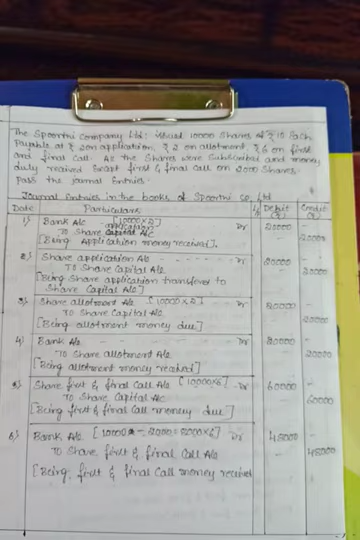 The Spoorthi Company Ltd: issued 10000 Shares of ₹ 10 Each
Payable at ₹ 2 on application, ₹ 2 on allotment, ₹ 6 on first
and final Call. All the Shares were Subscribed and money
duly received Except first & final Call on 2000 Shares.
Pass the Journal Entries.
Journal Entries in the books of Spoorthi co, Ltd
Date Particulars L/F Debit (₹) Credit (₹)
1) Bank A/c [10000×2] Dr 20000 -
To Share application A/c - 20000
[Being Application money received].
2) Share application A/c - - - - Dr 20000 -
To Share Capital A/c - 20000
[Being Share application transfer to
Share Capital A/c]
3) Share allotment A/c [10000×2] Dr 20000 -
To Share Capital A/c - 20000
[Being allotment money due]
4) Bank A/c - - - - - - Dr 20000 -
To Share allotment A/c - 20000
[Being allotment money received]
5) Share first & final Call A/c [10000×6] Dr 60000 -
To Share Capital A/c - 60000
[Being first & final Call money due]
6) Bank A/c [10000 - 2000 = 8000×6] Dr 48000 -
To Share first & final Call A/c - 48000
[Being first & final Call money received